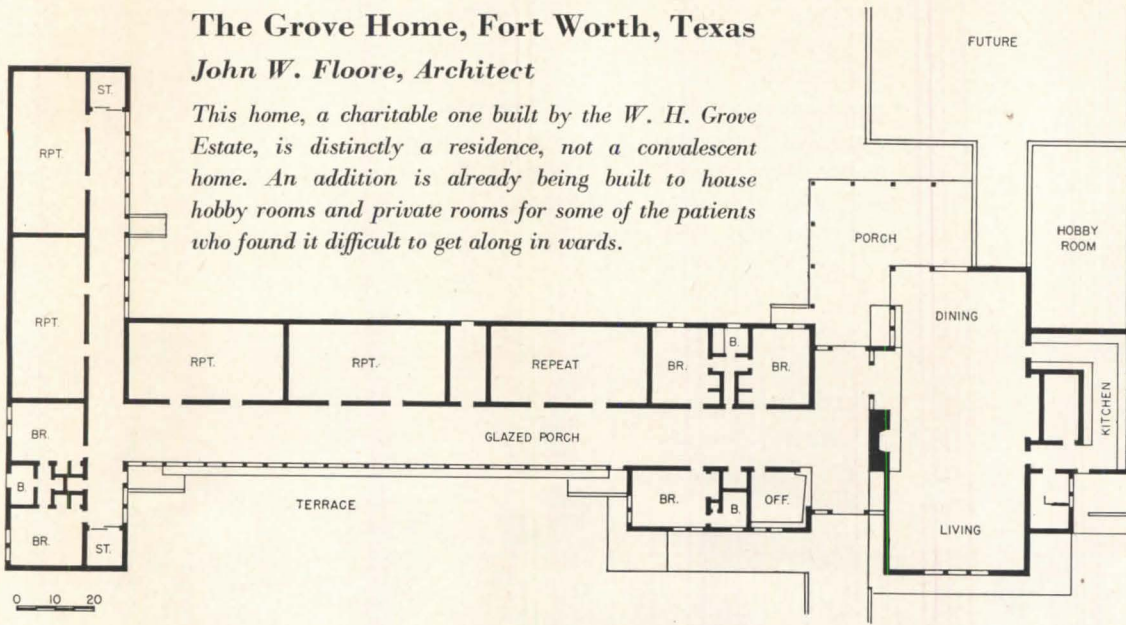 The Grove Home, Fort Worth, Texas
John W. Floore, Architect
This home, a charitable one built by the W. H. Grove
Estate, is distinctly a residence, not a convalescent
home. An addition is already being built to house
hobby rooms and private rooms for some of the patients
who found it difficult to get along in wards.
FUTURE
ST.
RPT.
PORCH
HOBBY
ROOM
RPT.
DINING
RPT.
RPT.
REPEAT
BR.
B.
BR.
KITCHEN
BR.
GLAZED PORCH
B.
BR.
ST.
TERRACE
BR.
B.
OFF.
LIVING
0 10 20